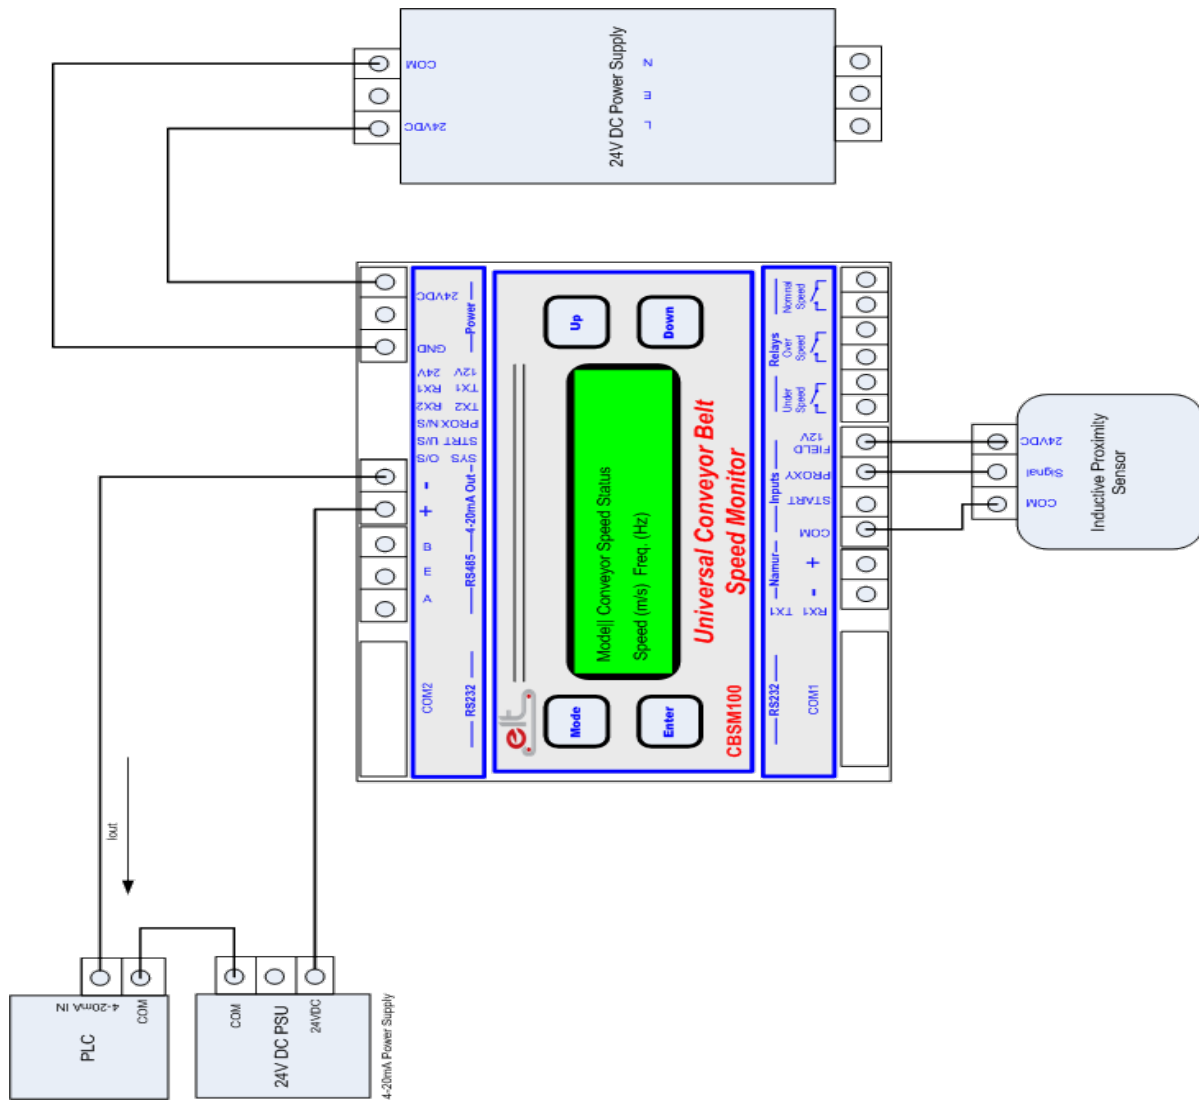 COM
24VDC
N
E
L
24V DC Power Supply
24VDC
GND
Power
12V 24V
TX1 RX1
TX2 RX2
PROX N/S
STRT U/S
SYS O/S
-
+
4-20mA Out
B
E
A
RS485
COM2
RS232
elt
Up
Down
Mode
Enter
Mode|| Conveyor Speed Status
Speed (m/s) Freq. (Hz)
Universal Conveyor Belt
Speed Monitor
CBSM100
Nominal
Speed
Relays
Over
Speed
Under
Speed
FIELD
12V
PROXY
START
COM
Inputs
+
-
Namur
RX1
TX1
RS232
COM1
24VDC
Signal
COM
Inductive Proximity
Sensor
Iout
4-20mA IN
COM
PLC
COM
24VDC
24V DC PSU
4-20mA Power Supply